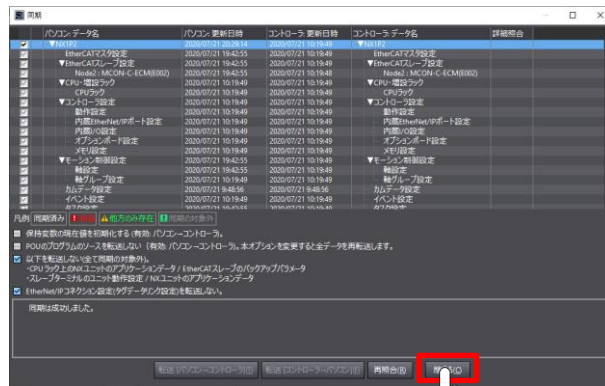 同期
パソコン:データ名 パソコン:更新日時 コントローラ:更新日時 コントローラ:データ名 詳細照合
▼NX1P2 2020/07/21 20:29:14 2020/07/21 10:19:49 ▼NX1P2
EtherCATマスタ設定 2020/07/21 19:42:55 2020/07/21 10:19:49 EtherCATマスタ設定
▼EtherCATスレーブ設定 2020/07/21 19:42:55 2020/07/21 10:19:49 ▼EtherCATスレーブ設定
Node2 : MCON-C-ECM(E002) 2020/07/21 19:42:55 2020/07/21 10:19:48 Node2 : MCON-C-ECM(E002)
▼CPU・増設ラック 2020/07/21 10:19:49 2020/07/21 10:19:49 ▼CPU・増設ラック
CPUラック 2020/07/21 10:19:49 2020/07/21 10:19:49 CPUラック
▼コントローラ設定 2020/07/21 10:19:49 2020/07/21 10:19:49 ▼コントローラ設定
動作設定 2020/07/21 10:19:49 2020/07/21 10:19:49 動作設定
内蔵EtherNet/IPポート設定 2020/07/21 10:19:49 2020/07/21 10:19:49 内蔵EtherNet/IPポート設定
内蔵I/O設定 2020/07/21 10:19:49 2020/07/21 10:19:49 内蔵I/O設定
オプションボード設定 2020/07/21 10:19:49 2020/07/21 10:19:49 オプションボード設定
メモリ設定 2020/07/21 10:19:49 2020/07/21 10:19:49 メモリ設定
▼モーション制御設定 2020/07/21 19:42:55 2020/07/21 10:19:49 ▼モーション制御設定
軸設定 2020/07/21 19:42:55 2020/07/21 10:19:49 軸設定
軸グループ設定 2020/07/21 10:19:49 2020/07/21 10:19:49 軸グループ設定
カムデータ設定 2020/07/21 9:48:56 2020/07/21 9:48:56 カムデータ設定
イベント設定 2020/07/21 10:19:49 2020/07/21 10:19:49 イベント設定
凡例 同期済み 他方のみ存在 同期の対象外
保持変数の現在値を初期化する (有効: パソコン→コントローラ)。
POUのプログラムのソースを転送しない (有効: パソコン→コントローラ)。本オプションを変更すると全データを再転送します。
以下を転送しない(全て同期の対象外)。
・CPU ラック上のNXユニットのアプリケーションデータ / EtherCATスレーブのバックアップパラメータ
・スレーブターミナルのユニット動作設定 / NXユニットのアプリケーションデータ
EtherNet/IPコネクション設定(タグデータリンク設定)を転送しない。
同期は成功しました。
転送 [パソコン→コントローラ](T) 転送 [コントローラ→パソコン](F) 再照合(R)